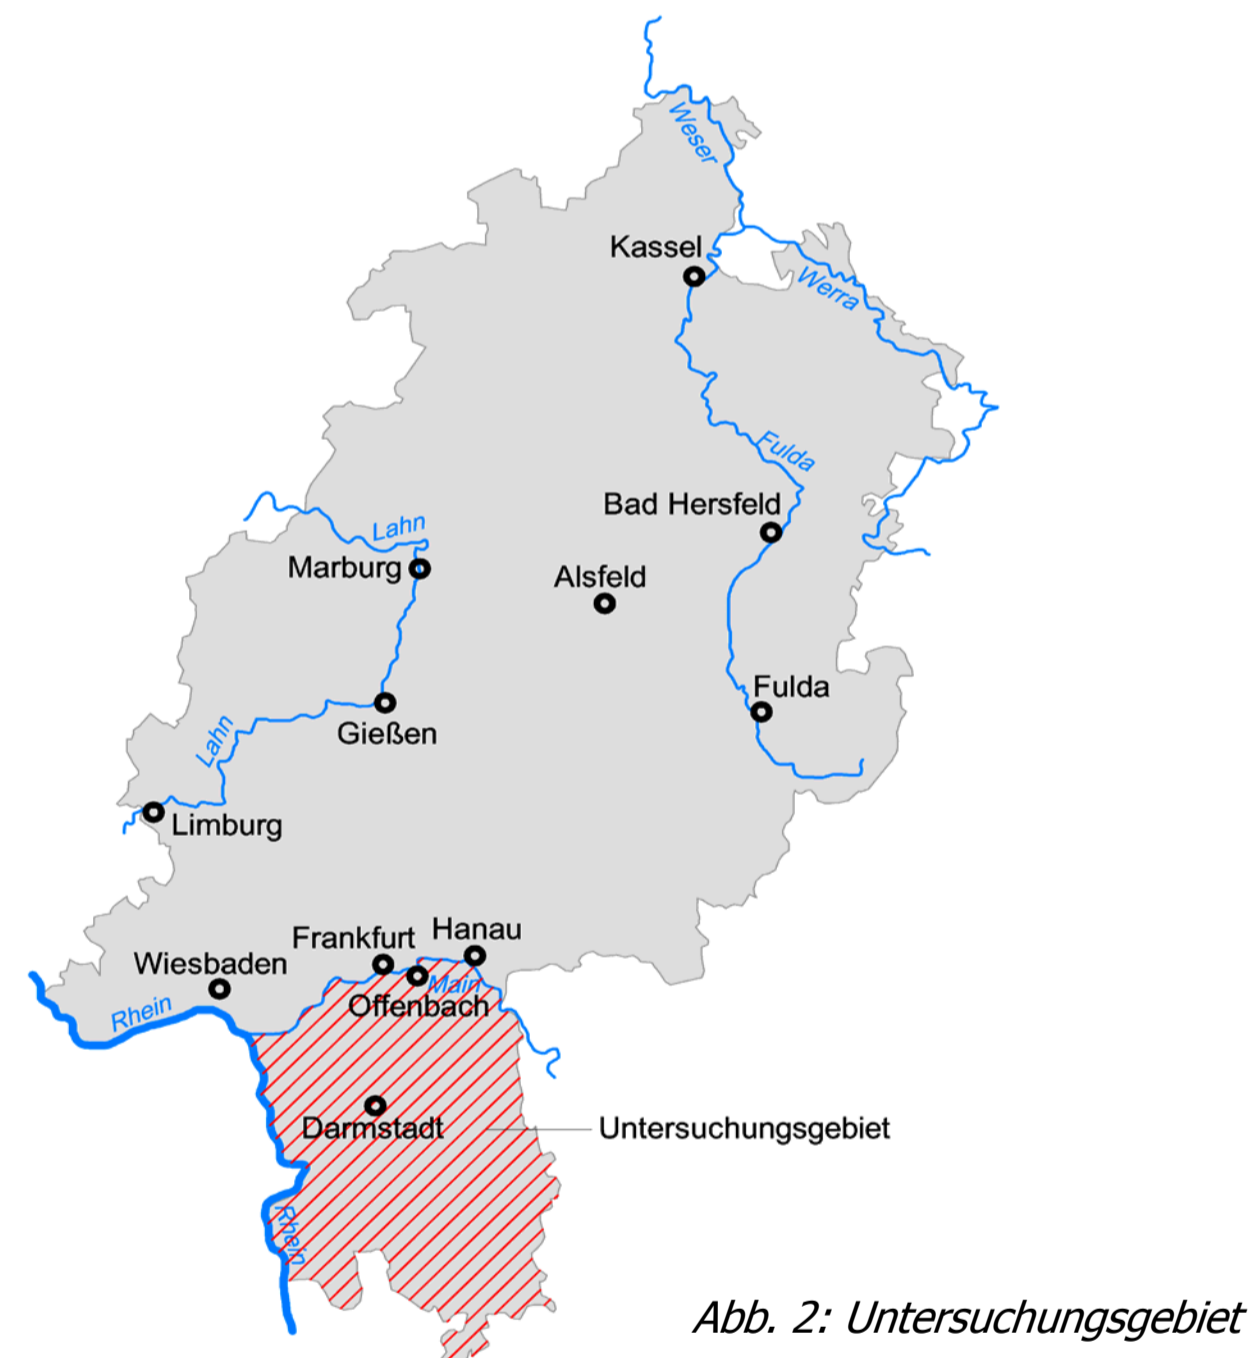 Weser
Kassel
Werra
Fulda
Bad Hersfeld
Lahn
Marburg
Alsfeld
Fulda
Lahn
Gießen
Limburg
Hanau
Frankfurt
Wiesbaden
Main
Offenbach
Rhein
Darmstadt
Untersuchungsgebiet
Rhein
Abb. 2: Untersuchungsgebiet